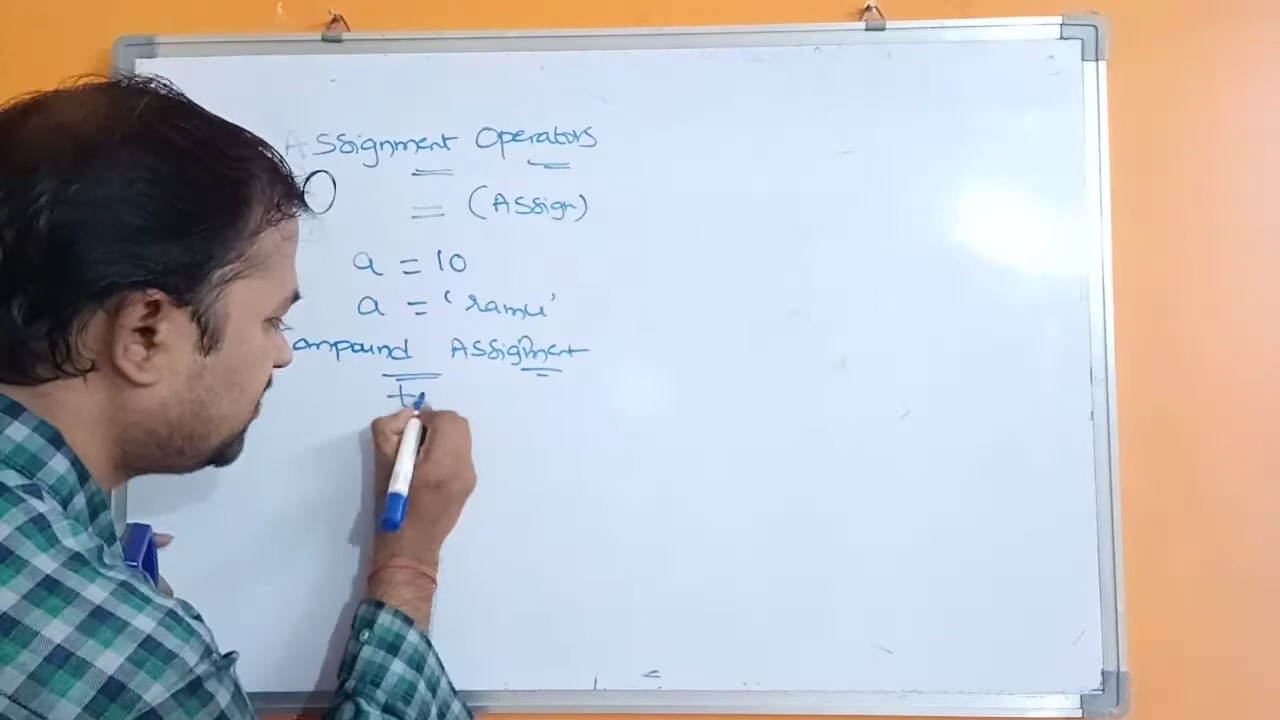 Assignment Operators
= (Assign)
a = 10
a = 'ramu'
ompound Assignment
+